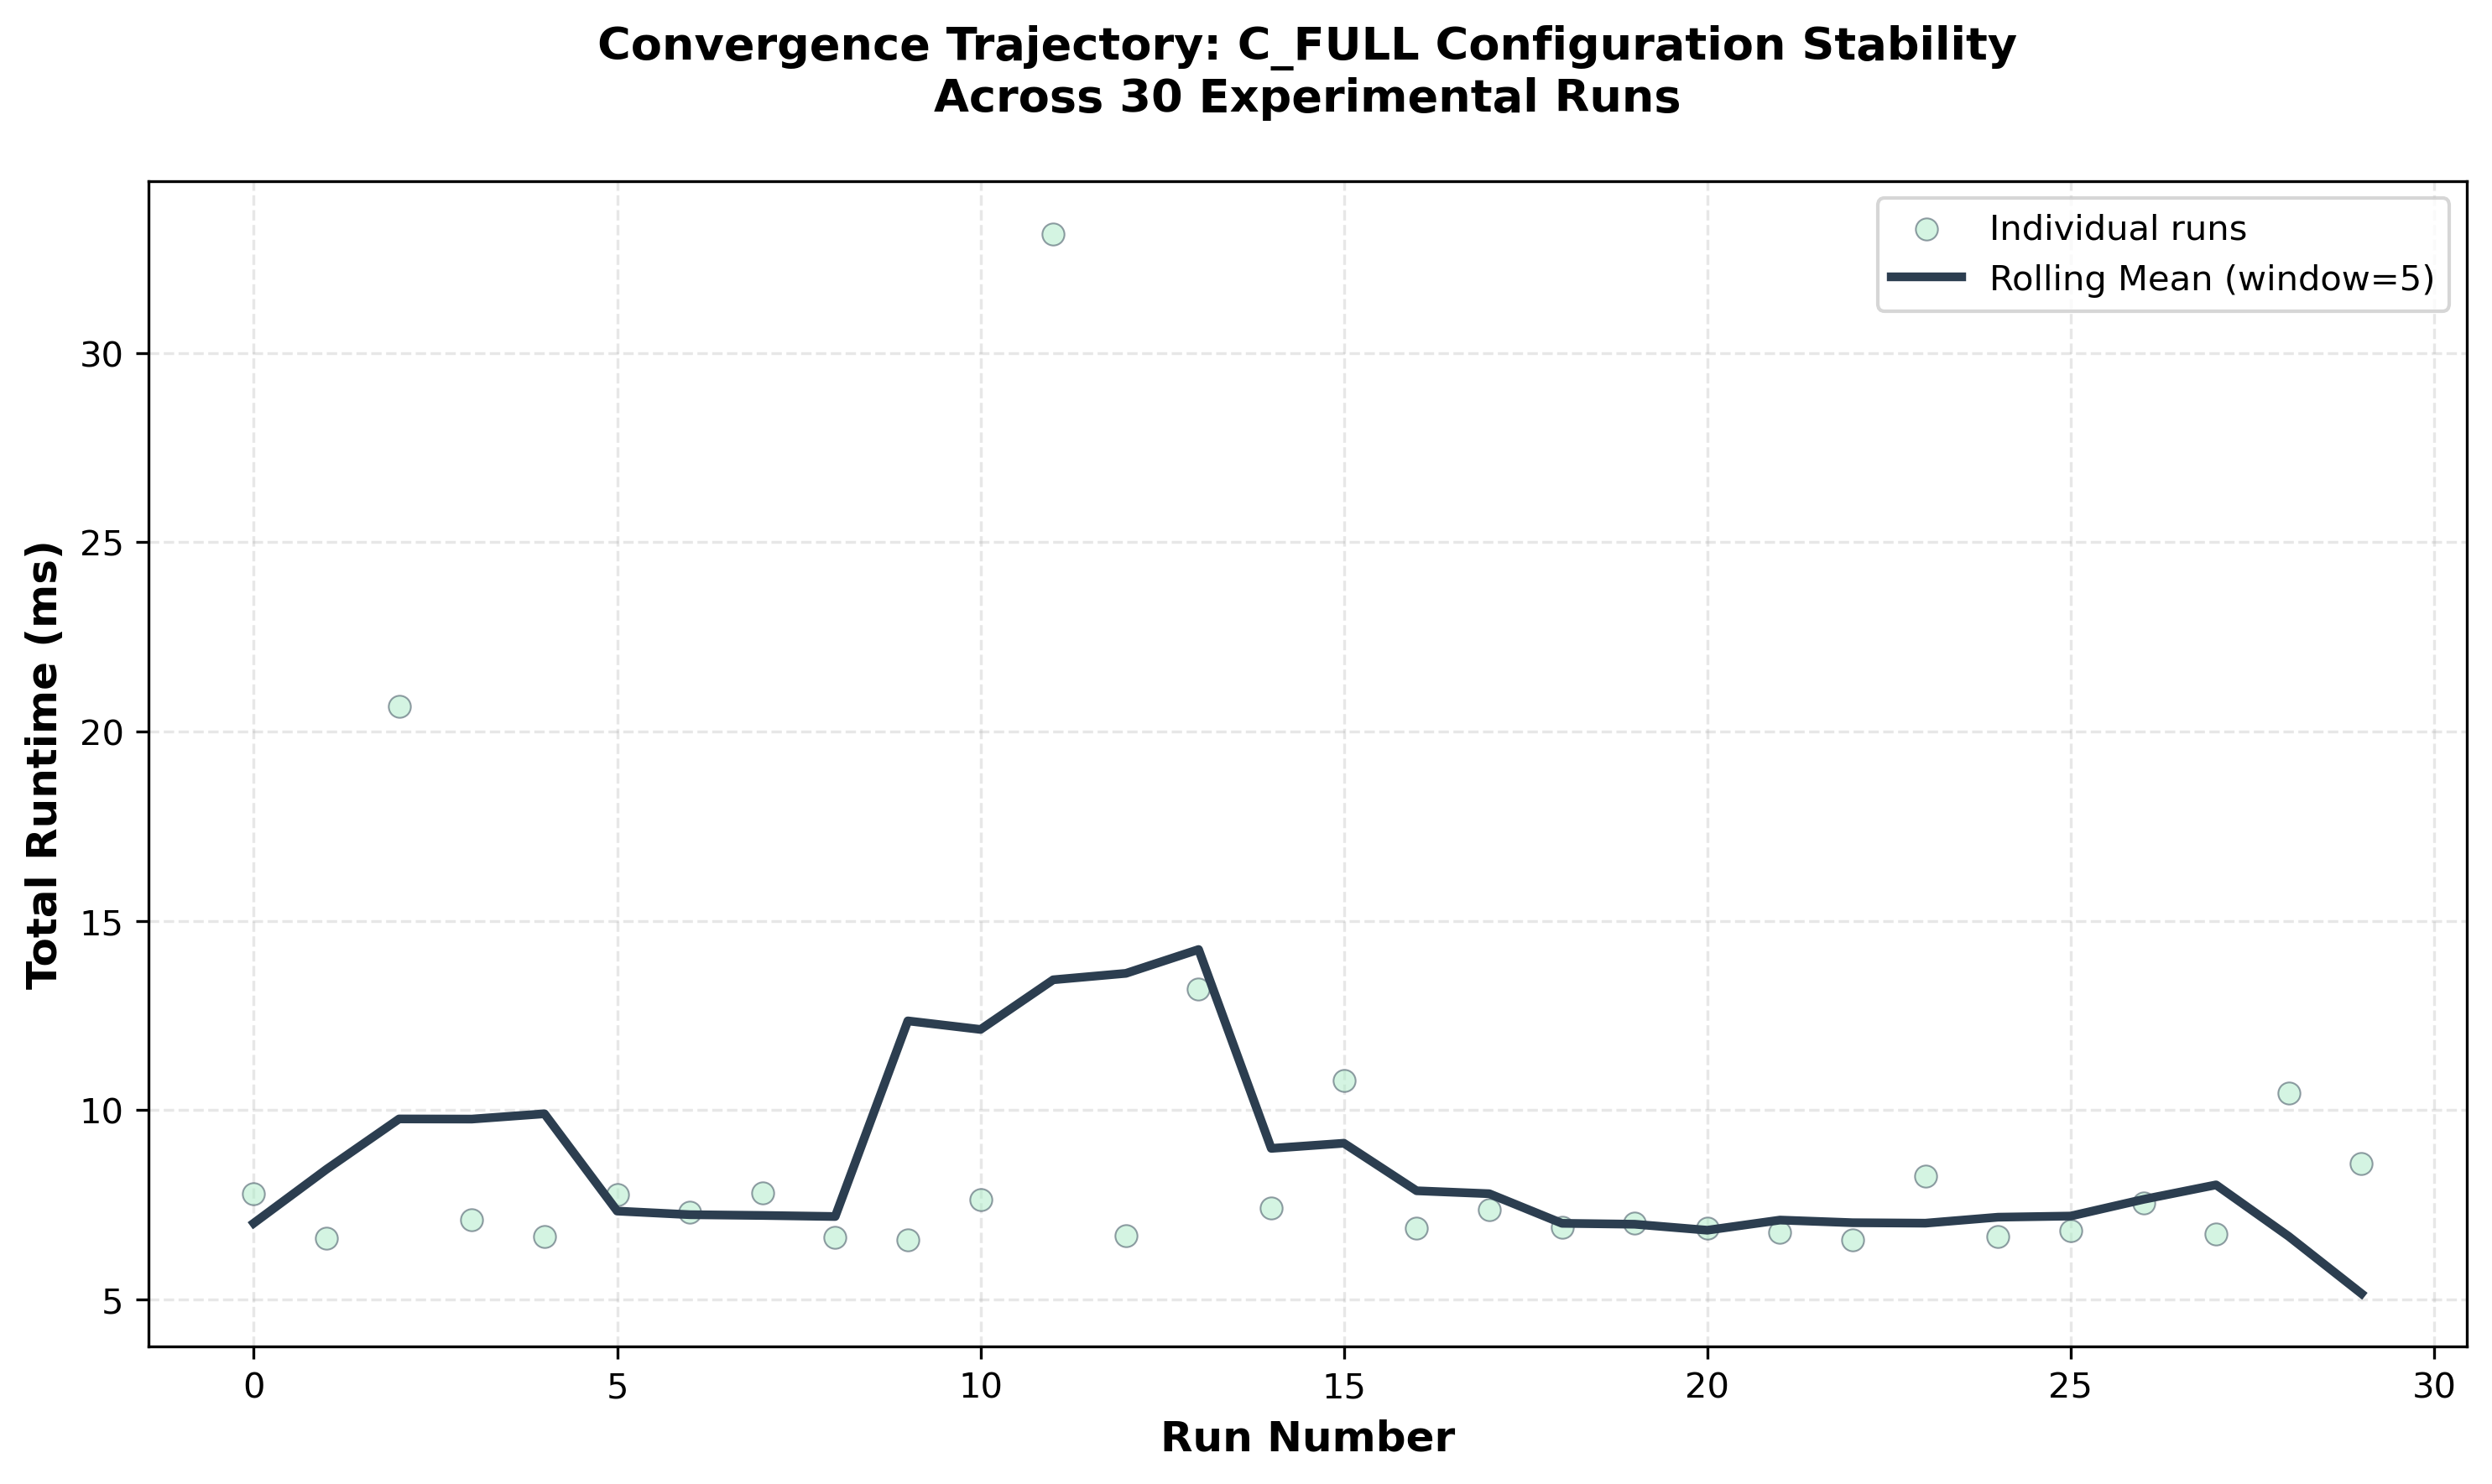 Convergence Trajectory: C_FULL Configuration Stability
Across 30 Experimental Runs
Individual runs
Rolling Mean (window=5)
Total Runtime (ms)
30
25
20
15
10
5
0 5 10 15 20 25 30
Run Number